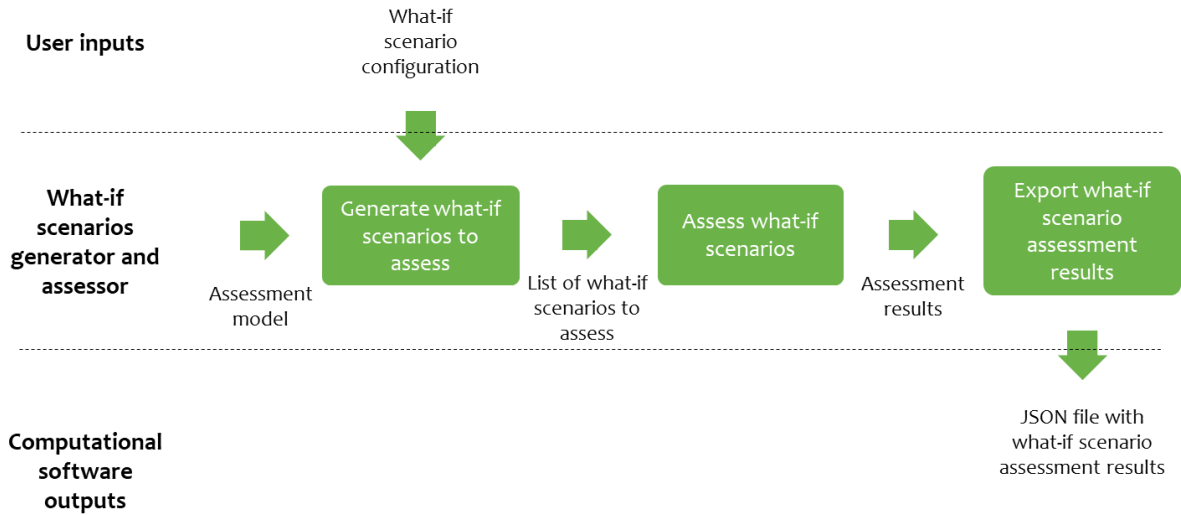 User inputs
What-if
scenario
configuration
What-if
scenarios
generator and
assessor
Assessment
model
Generate what-if
scenarios to
assess
List of what-if
scenarios to
assess
Assess what-if
scenarios
Assessment
results
Export what-if
scenario
assessment
results
Computational
software
outputs
JSON file with
what-if scenario
assessment results